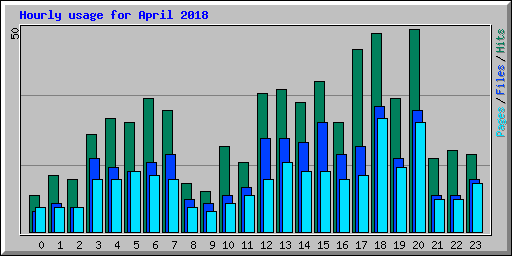 Hourly usage for April 2018
50
Pages/Files/Hits
0 1 2 3 4 5 6 7 8 9 10 11 12 13 14 15 16 17 18 19 20 21 22 23